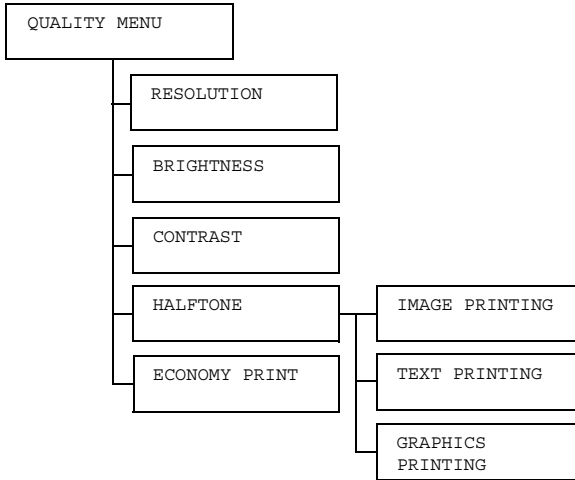 QUALITY MENU
RESOLUTION
BRIGHTNESS
CONTRAST
HALFTONE
IMAGE PRINTING
ECONOMY PRINT
TEXT PRINTING
GRAPHICS
PRINTING